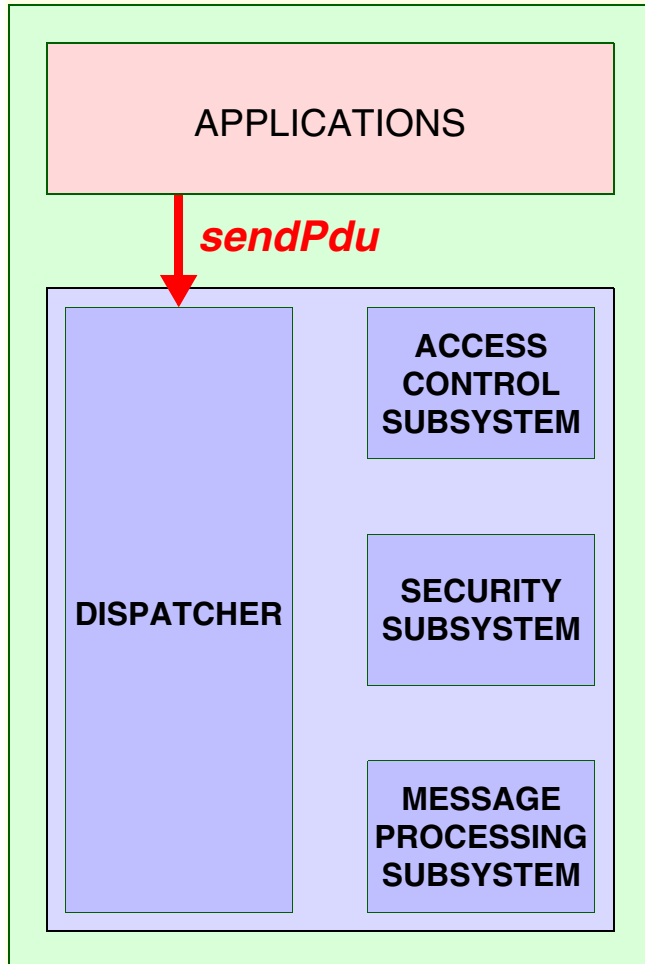 APPLICATIONS
sendPdu
ACCESS
CONTROL
SUBSYSTEM
DISPATCHER
SECURITY
SUBSYSTEM
MESSAGE
PROCESSING
SUBSYSTEM